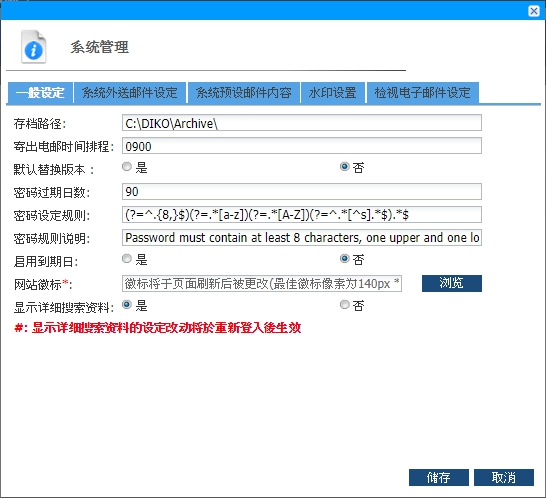 系统管理
一般设定 系统外送邮件设定 系统预设邮件内容 水印设置 检视电子邮件设定
存档路径: C:\DIKO\Archive\
寄出电邮时间排程: 0900
默认替换版本 : 是 否
密码过期日数: 90
密码设定规则: (?=^.{8,}$)(?=.*[a-z])(?=.*[A-Z])(?=^.*[^\s].*$).*$
密码规则说明: Password must contain at least 8 characters, one upper and one lo
启用到期日: 是 否
网站徽标*: 徽标将于页面刷新后被更改(最佳徽标像素为140px * 浏览
显示详细搜索资料: 是 否
#: 显示详细搜索资料的设定改动将於重新登入後生效
储存 取消